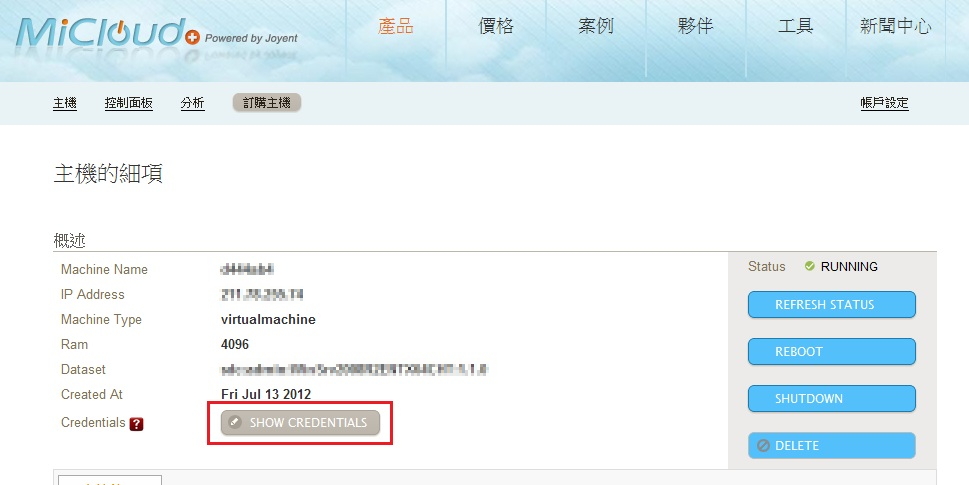 MiCloud Powered by Joyent
產品 價格 案例 夥伴 工具 新聞中心
主機 控制面板 分析 訂購主機 帳戶設定
主機的細項
概述
Machine Name
Status RUNNING
IP Address
REFRESH STATUS
Machine Type virtualmachine
Ram 4096
REBOOT
Dataset
Created At Fri Jul 13 2012
SHUTDOWN
Credentials ? SHOW CREDENTIALS
DELETE